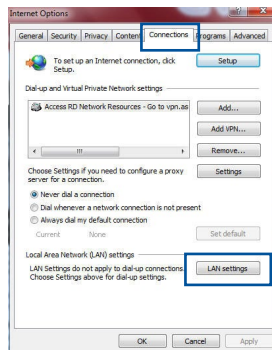 Internet Options
General Security Privacy Content Connections Programs Advanced
To set up an Internet connection, click
Setup.
Setup
Dial-up and Virtual Private Network settings
Access RD Network Resources - Go to vpn.as
Add...
Add VPN...
Remove...
Choose Settings if you need to configure a proxy
server for a connection.
Settings
Never dial a connection
Dial whenever a network connection is not present
Always dial my default connection
Current None
Set default
Local Area Network (LAN) settings
LAN Settings do not apply to dial-up connections.
Choose Settings above for dial-up settings.
LAN settings
OK Cancel Apply